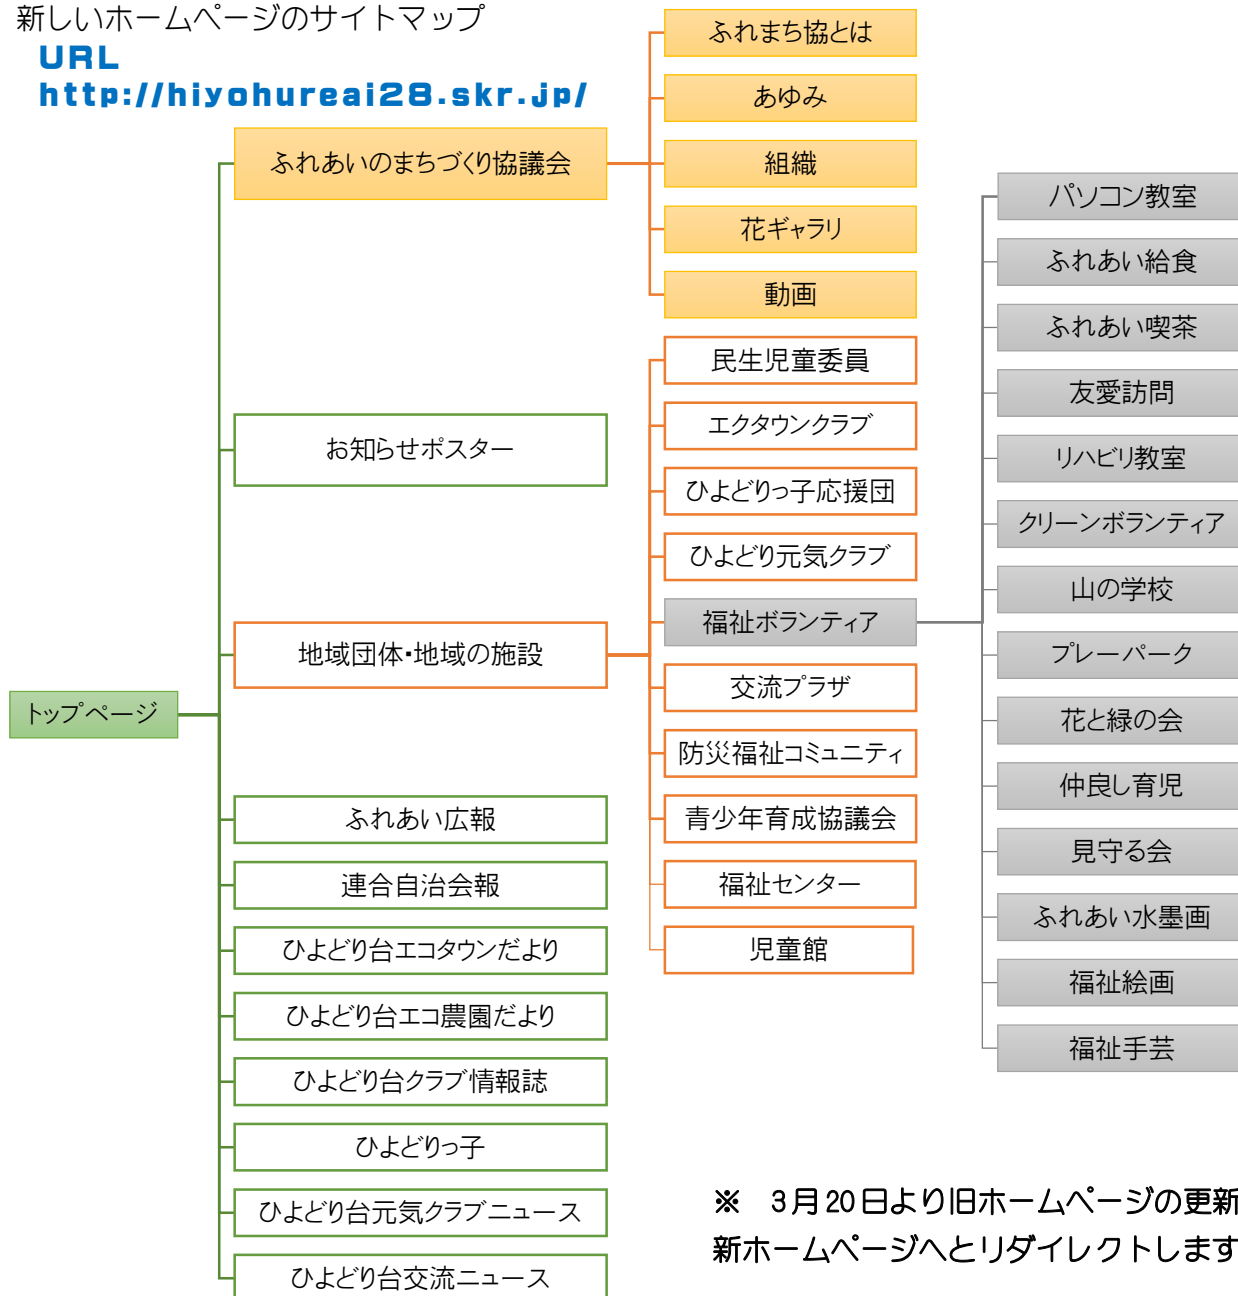 新しいホームページのサイトマップ
URL
http://hiyohureai28.skr.jp/
トップページ
ふれあいのまちづくり協議会
お知らせポスター
地域団体・地域の施設
ふれあい広報
連合自治会報
ひよどり台エコタウンだより
ひよどり台エコ農園だより
ひよどり台クラブ情報誌
ひよどりっ子
ひよどり台元気クラブニュース
ひよどり台交流ニュース
ふれまち協とは
あゆみ
組織
花ギャラリ
動画
民生児童委員
エクタウンクラブ
ひよどりっ子応援団
ひよどり元気クラブ
福祉ボランティア
交流プラザ
防災福祉コミュニティ
青少年育成協議会
福祉センター
児童館
パソコン教室
ふれあい給食
ふれあい喫茶
友愛訪問
リハビリ教室
クリーンボランティア
山の学校
プレーパーク
花と緑の会
仲良し育児
見守る会
ふれあい水墨画
福祉絵画
福祉手芸
※　3月20日より旧ホームページの更新
新ホームページへとリダイレクトします